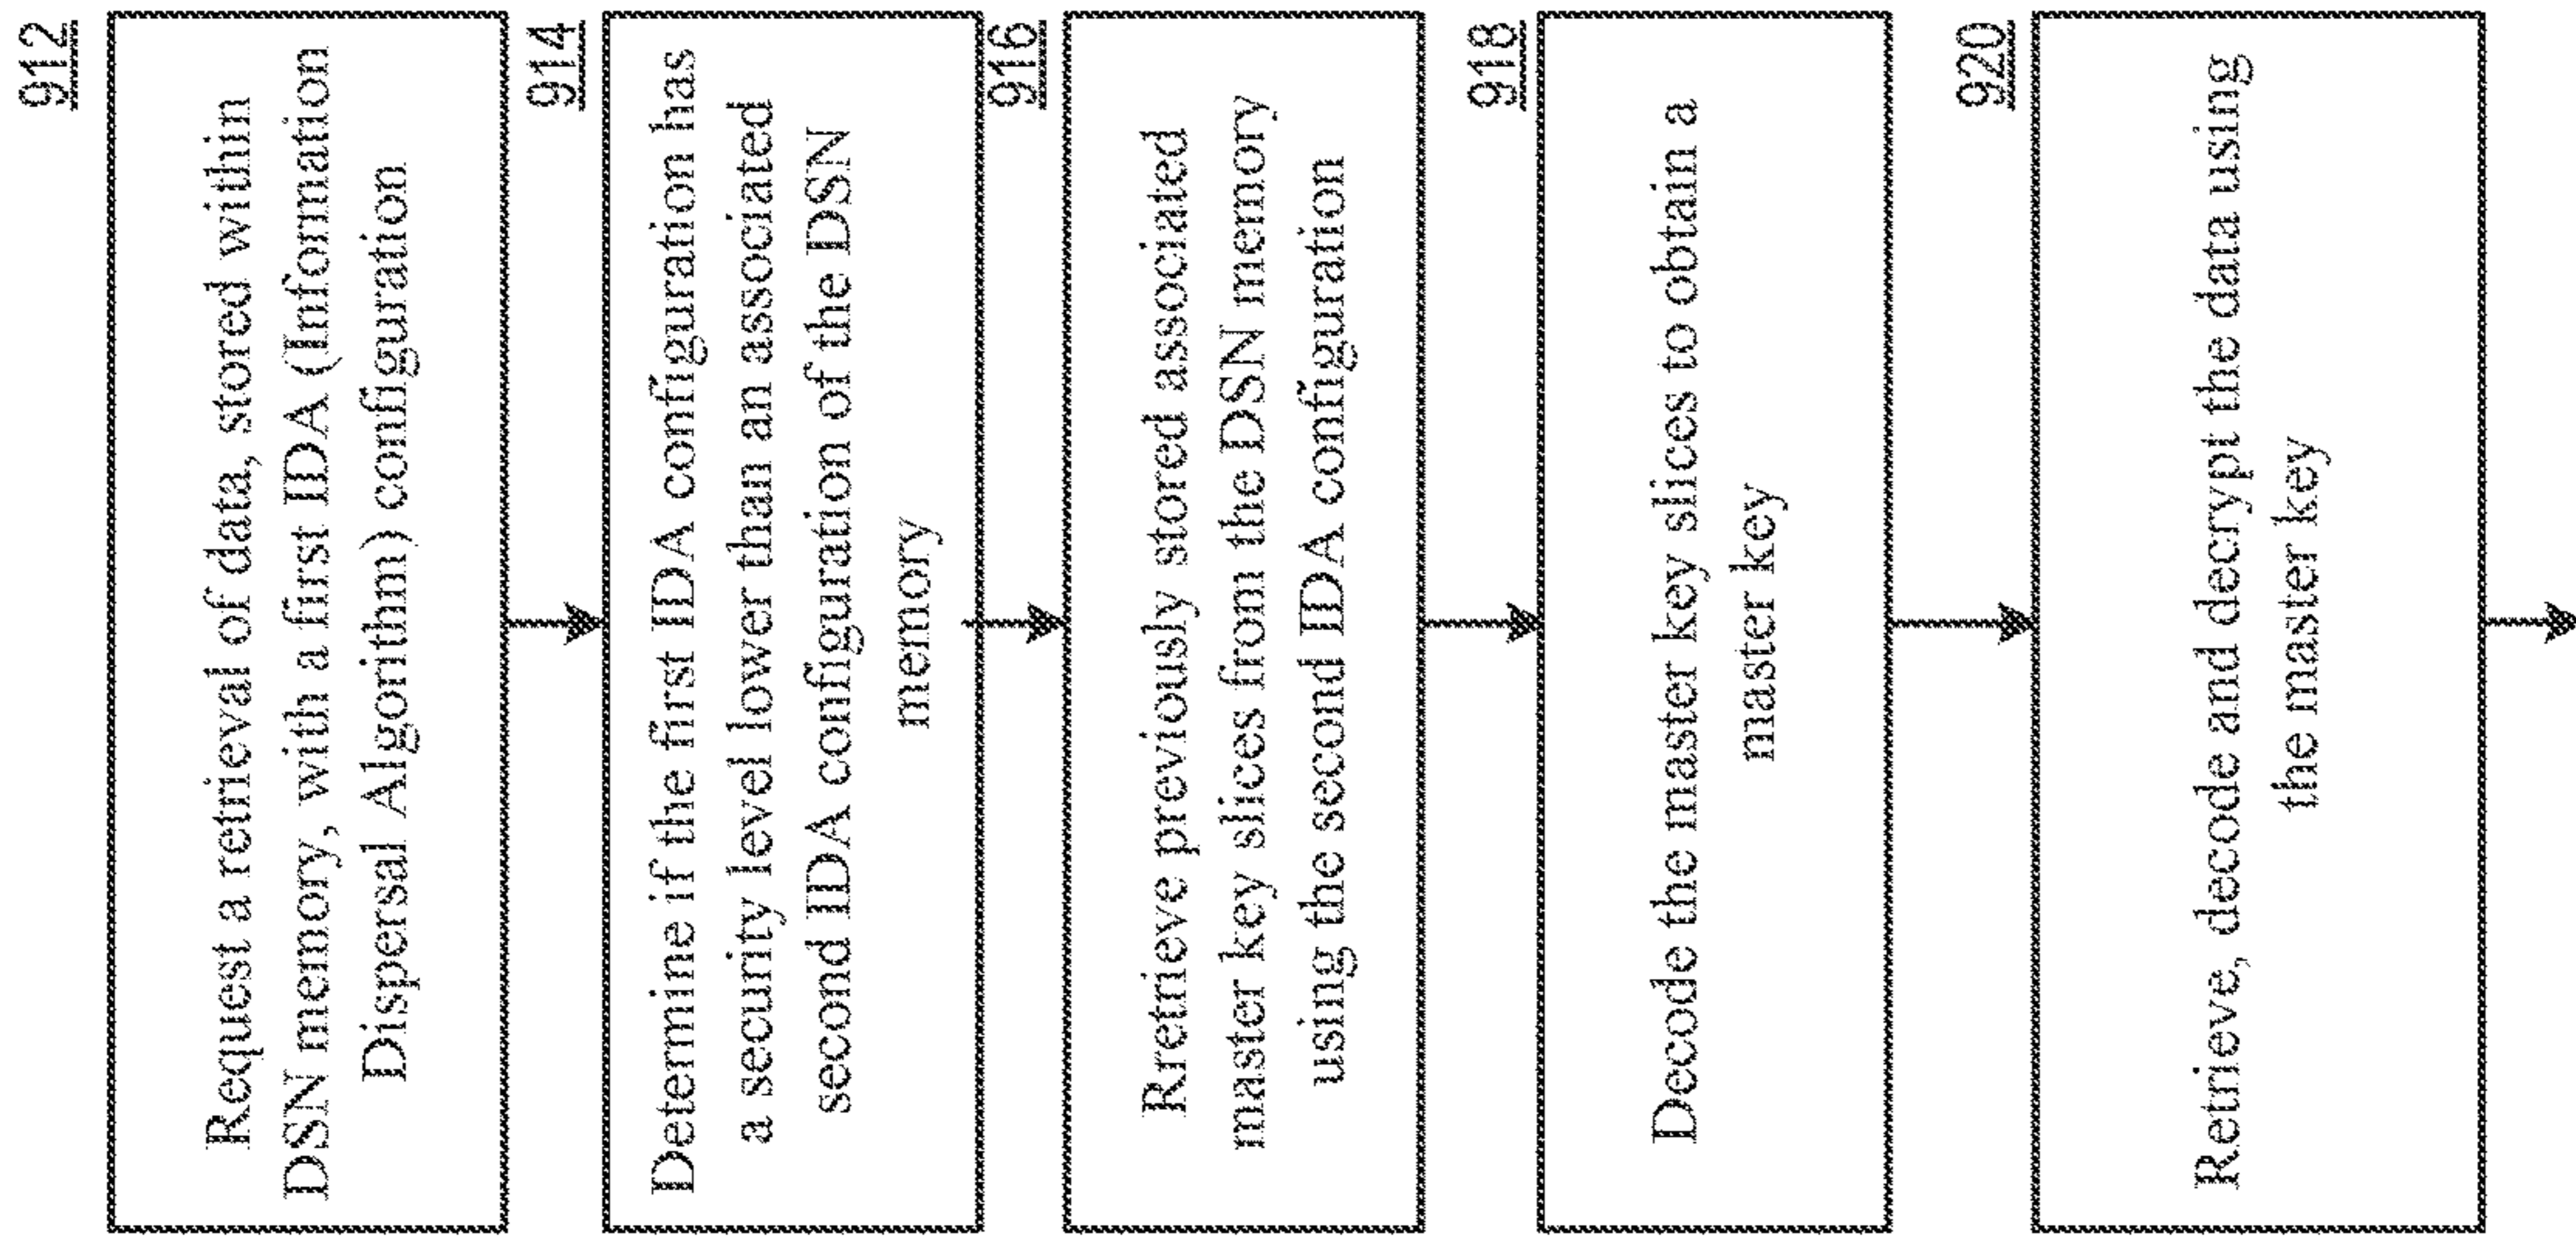 912
Request a retrieval of data, stored within
DSN memory, with a first IDA (Information
Dispersal Algorithm) configuration
914
Determine if the first IDA configuration has
a security level lower than an associated
second IDA configuration of the DSN
memory
916
Rretrieve previously stored associated
master key slices from the DSN memory
using the second IDA configuration
918
Decode the master key slices to obtain a
master key
920
Retrieve, decode and decrypt the data using
the master key